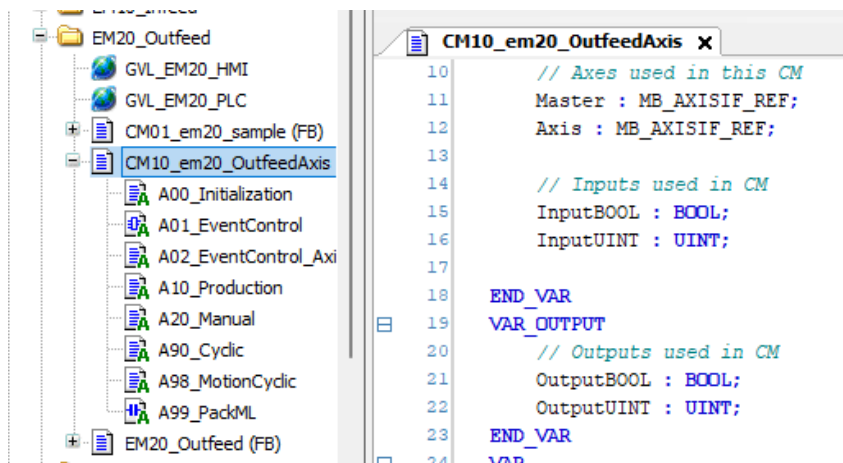 EM20_Outfeed
GVL_EM20_HMI
GVL_EM20_PLC
CM01_em20_sample (FB)
CM10_em20_OutfeedAxis
A00_Initialization
A01_EventControl
A02_EventControl_Axi
A10_Production
A20_Manual
A90_Cyclic
A98_MotionCyclic
A99_PackML
EM20_Outfeed (FB)
CM10_em20_OutfeedAxis X
10 // Axes used in this CM
11 Master : MB_AXISIF_REF;
12 Axis : MB_AXISIF_REF;
13
14 // Inputs used in CM
15 InputBOOL : BOOL;
16 InputUINT : UINT;
17
18 END_VAR
19 VAR_OUTPUT
20 // Outputs used in CM
21 OutputBOOL : BOOL;
22 OutputUINT : UINT;
23 END_VAR
24 VAR